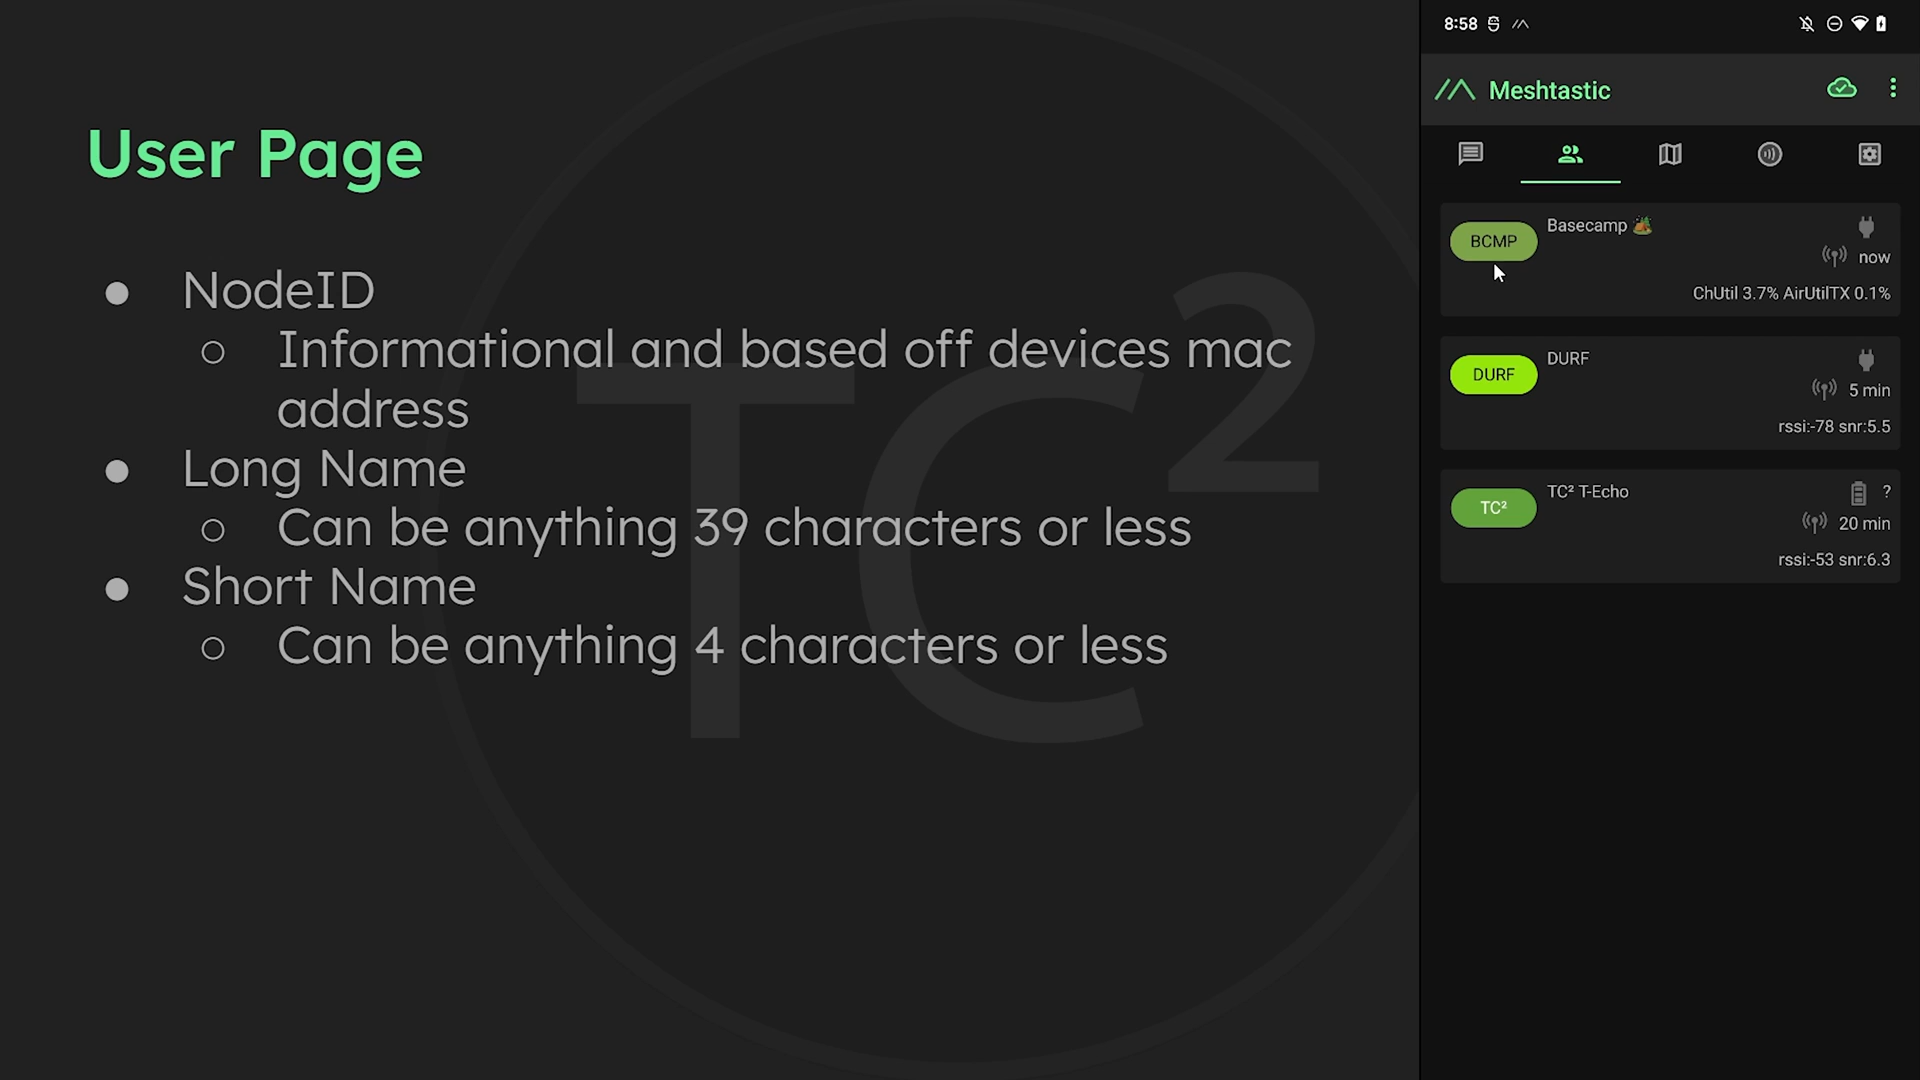 User Page
● NodeID
○ Informational and based off devices mac
address
● Long Name
○ Can be anything 39 characters or less
● Short Name
○ Can be anything 4 characters or less
TC²
8:58
Meshtastic
BCMP Basecamp 🏕️
now
ChUtil 3.7% AirUtilTX 0.1%
DURF DURF
5 min
rssi:-78 snr:5.5
TC² TC² T-Echo ?
20 min
rssi:-53 snr:6.3